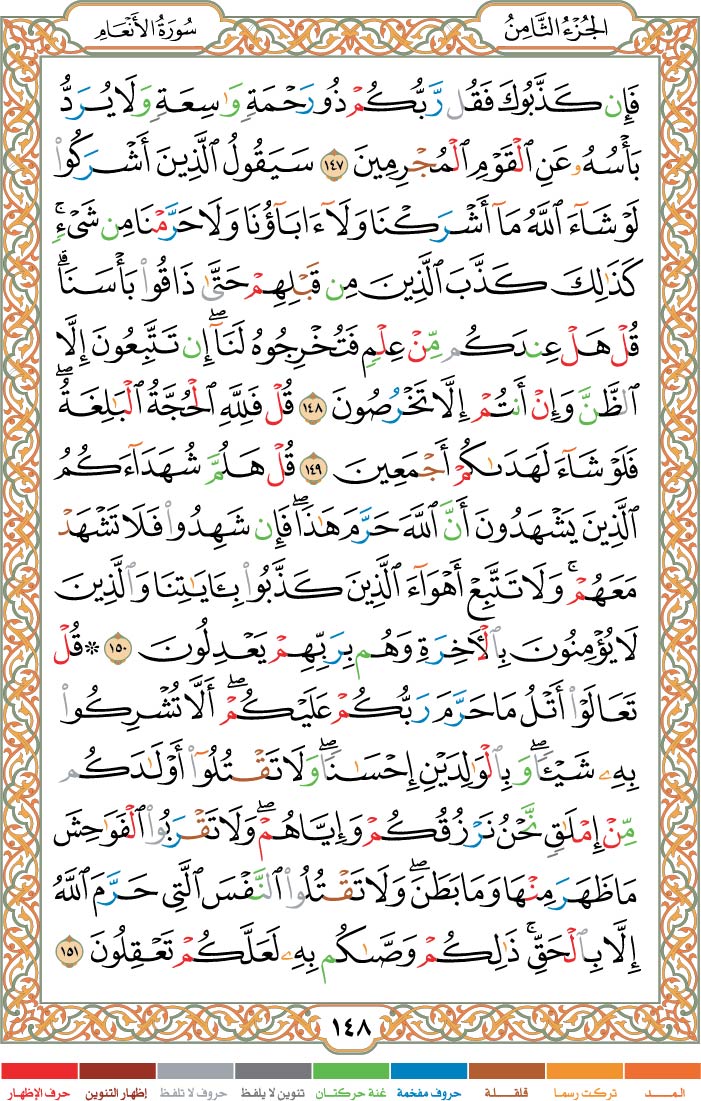 الجُزْءُ الثَّامِنُ
سُورَةُ الأَنْعَام
فَإِن كَذَّبُوكَ فَقُل رَّبُّكُمْ ذُو رَحْمَةٍ وَٰسِعَةٍ وَلَا يُرَدُّ
بَأْسُهُۥ عَنِ ٱلْقَوْمِ ٱلْمُجْرِمِينَ ١٤٧ سَيَقُولُ ٱلَّذِينَ أَشْرَكُوا۟
لَوْ شَآءَ ٱللَّهُ مَآ أَشْرَكْنَا وَلَآ ءَابَآؤُنَا وَلَا حَرَّمْنَا مِن شَىْءٍۚ
كَذَٰلِكَ كَذَّبَ ٱلَّذِينَ مِن قَبْلِهِمْ حَتَّىٰ ذَاقُوا۟ بَأْسَنَاۗ
قُلْ هَلْ عِندَكُم مِّنْ عِلْمٍ فَتُخْرِجُوهُ لَنَآۖ إِن تَتَّبِعُونَ إِلَّا
ٱلظَّنَّ وَإِنْ أَنتُمْ إِلَّا تَخْرُصُونَ ١٤٨ قُلْ فَلِلَّهِ ٱلْحُجَّةُ ٱلْبَٰلِغَةُۖ
فَلَوْ شَآءَ لَهَدَىٰكُمْ أَجْمَعِينَ ١٤٩ قُلْ هَلُمَّ شُهَدَآءَكُمُ
ٱلَّذِينَ يَشْهَدُونَ أَنَّ ٱللَّهَ حَرَّمَ هَٰذَاۖ فَإِن شَهِدُوا۟ فَلَا تَشْهَدْ
مَعَهُمْۚ وَلَا تَتَّبِعْ أَهْوَآءَ ٱلَّذِينَ كَذَّبُوا۟ بِـَٔايَٰتِنَا وَٱلَّذِينَ
لَا يُؤْمِنُونَ بِٱلْـَٔاخِرَةِ وَهُم بِرَبِّهِمْ يَعْدِلُونَ ١٥٠ ۞ قُلْ
تَعَالَوْا۟ أَتْلُ مَا حَرَّمَ رَبُّكُمْ عَلَيْكُمْۖ أَلَّا تُشْرِكُوا۟
بِهِۦ شَيْـًٔاۖ وَبِٱلْوَٰلِدَيْنِ إِحْسَٰنًاۖ وَلَا تَقْتُلُوٓا۟ أَوْلَٰدَكُم
مِّنْ إِمْلَٰقٍۖ نَّحْنُ نَرْزُقُكُمْ وَإِيَّاهُمْۖ وَلَا تَقْرَبُوا۟ ٱلْفَوَٰحِشَ
مَا ظَهَرَ مِنْهَا وَمَا بَطَنَۖ وَلَا تَقْتُلُوا۟ ٱلنَّفْسَ ٱلَّتِى حَرَّمَ ٱللَّهُ
إِلَّا بِٱلْحَقِّۚ ذَٰلِكُمْ وَصَّىٰكُم بِهِۦ لَعَلَّكُمْ تَعْقِلُونَ ١٥١
١٤٨
المــد تركت رسما قلقلة حروف مفخمة غنة حركتان تنوين لا يلفظ حروف لا تلفظ إظهار التنوين حرف الإظهار